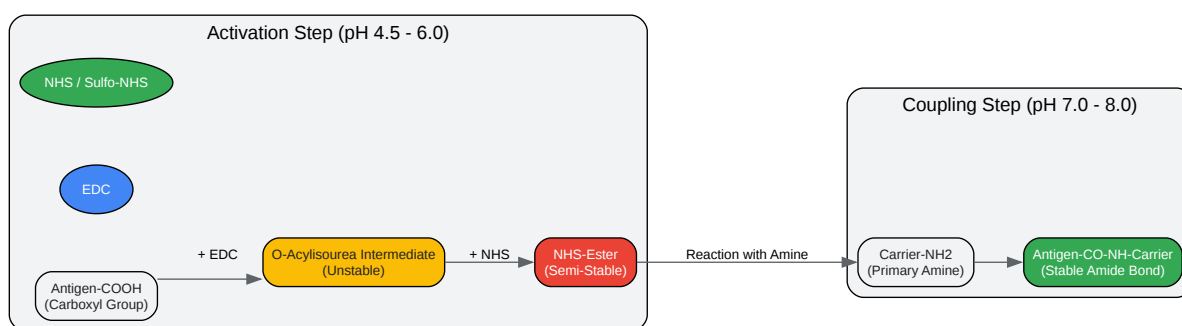 Activation Step (pH 4.5 - 6.0)
NHS / Sulfo-NHS
EDC
Antigen-COOH
(Carboxyl Group)
+ EDC
O-Acylisourea Intermediate
(Unstable)
+ NHS
NHS-Ester
(Semi-Stable)
Reaction with Amine
Coupling Step (pH 7.0 - 8.0)
Carrier-NH2
(Primary Amine)
Antigen-CO-NH-Carrier
(Stable Amide Bond)